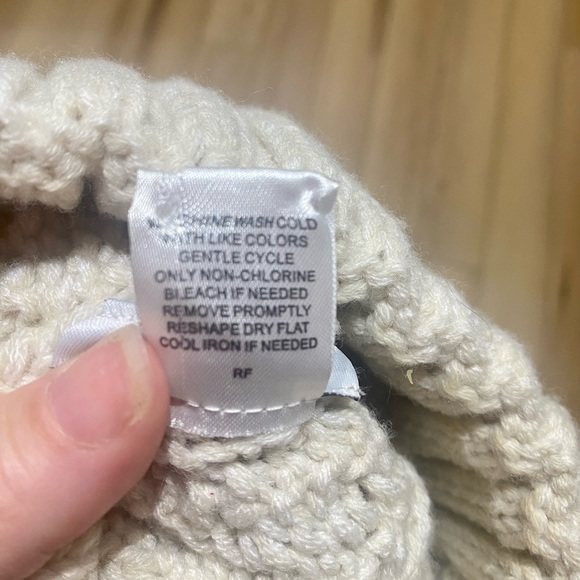 MACHINE WASH COLD
WITH LIKE COLORS
GENTLE CYCLE
ONLY NON-CHLORINE
BLEACH IF NEEDED
REMOVE PROMPTLY
RESHAPE DRY FLAT
COOL IRON IF NEEDED
RF